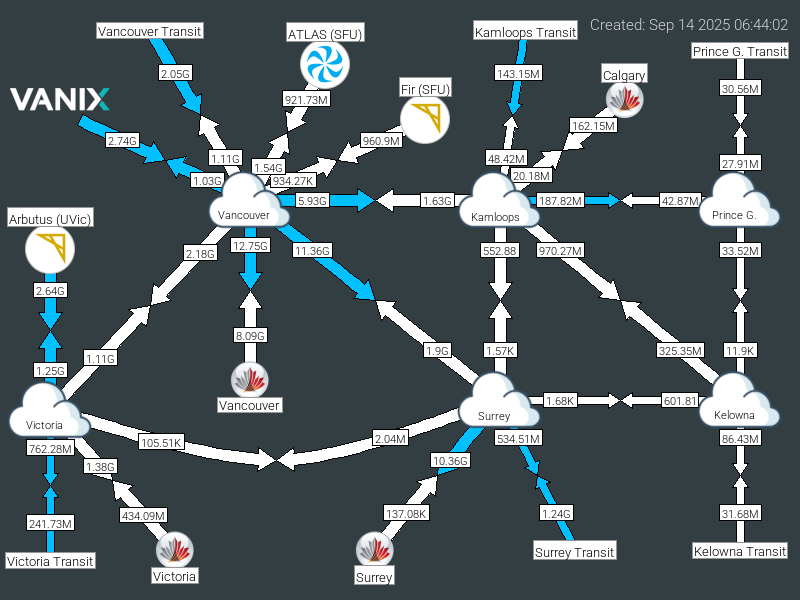 Created: Sep 14 2025 06:44:02
Vancouver Transit
ATLAS (SFU)
Kamloops Transit
Prince G. Transit
2.05G
143.15M
Calgary
Fir (SFU)
30.56M
VANIX
921.73M
162.15M
2.74G
960.9M
1.11G
48.42M
27.91M
1.54G
20.18M
1.03G
934.27K
5.93G
1.63G
187.82M
42.87M
Vancouver
Kamloops
Prince G.
Arbutus (UVic)
12.75G
11.36G
552.88
970.27M
33.52M
2.18G
2.64G
8.09G
1.11G
1.9G
1.57K
325.35M
11.9K
1.25G
Vancouver
1.68K
601.81
Victoria
Surrey
Kelowna
762.28M
105.51K
2.04M
534.51M
86.43M
1.38G
10.36G
241.73M
434.09M
137.08K
1.24G
31.68M
Victoria Transit
Victoria
Surrey
Surrey Transit
Kelowna Transit